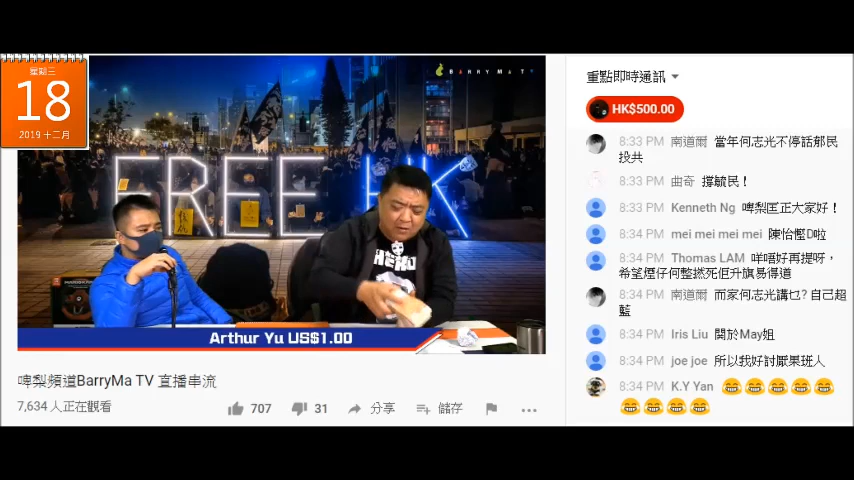 星期三
18
2019 十二月
BARRYMA TV
FREE HK
HERO
Arthur Yu US$1.00
啤梨頻道BarryMa TV 直播串流
7,634 人正在觀看
707
31
分享
儲存
重點即時通訊
HK$500.00
8:33 PM 南道爾 當年何志光不停話郁民
投共
8:33 PM 曲奇 撐毓民！
8:33 PM Kenneth Ng 啤梨匡正大家好！
8:34 PM mei mei mei mei 陳怡慳D啦
8:34 PM Thomas LAM 咩唱好再提呀，
希望煙仔何整撚死佢升旗易得道
8:34 PM 南道爾 而家何志光講乜? 自己超
藍
8:34 PM Iris Liu 關於May姐
8:34 PM joe joe 所以我好討厭果班人
8:34 PM K.Y Yan 😂😂😂😂😂
😂😂😂😂